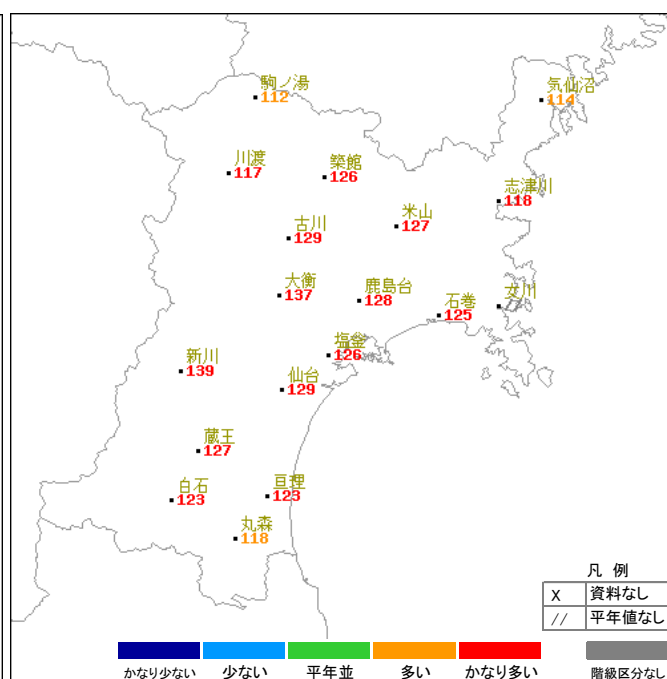 駒ノ湯
112
気仙沼
114
川渡
117
築館
126
志津川
118
米山
127
古川
129
大衡
137
鹿島台
128
石巻
125
女川
//
塩釜
126
新川
139
仙台
129
蔵王
127
白石
123
亘理
123
丸森
118
凡 例
X 資料なし
// 平年値なし
かなり少ない 少ない 平年並 多い かなり多い 階級区分なし